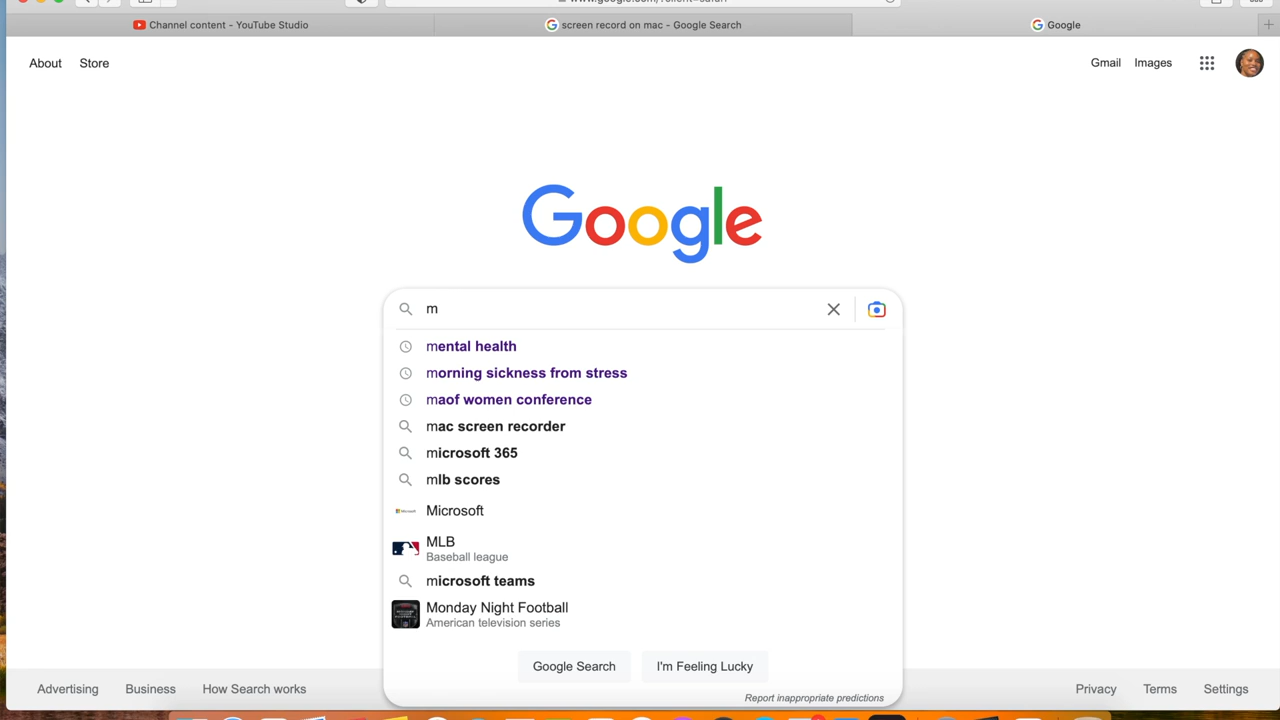 Channel content - YouTube Studio
screen record on mac - Google Search
Google
About
Store
Gmail
Images
Google
m
mental health
morning sickness from stress
maof women conference
mac screen recorder
microsoft 365
mlb scores
Microsoft
MLB
Baseball league
microsoft teams
Monday Night Football
American television series
Google Search
I'm Feeling Lucky
Report inappropriate predictions
Advertising
Business
How Search works
Privacy
Terms
Settings